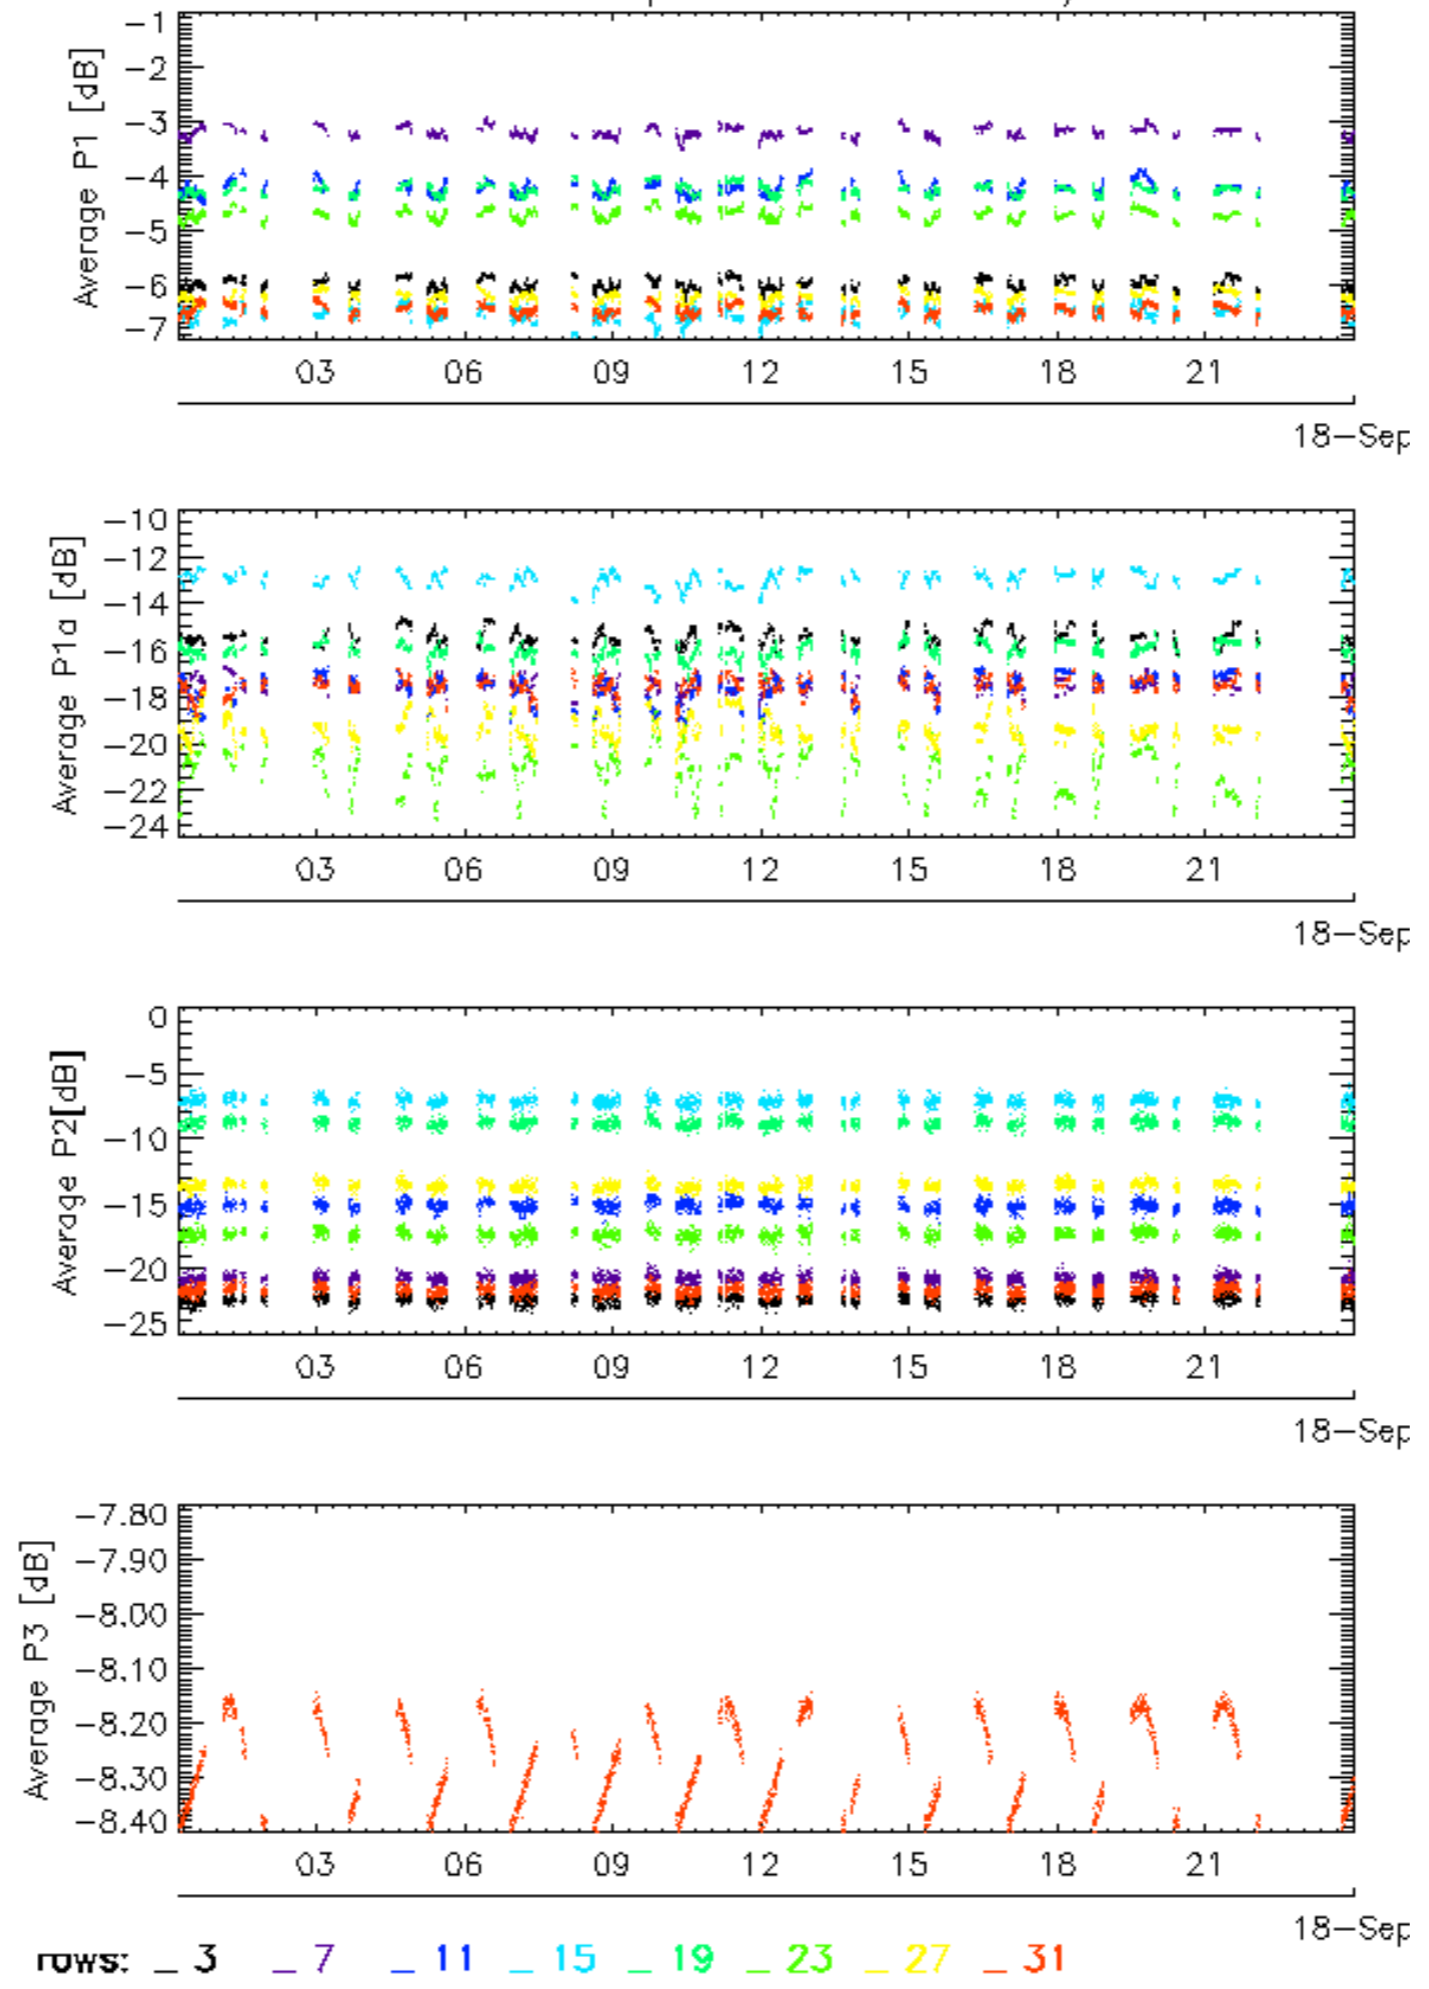 Average P1 [dB]
-1
-2
-3
-4
-5
-6
-7
03 06 09 12 15 18 21
18-Sep
Average P1a [dB]
-10
-12
-14
-16
-18
-20
-22
-24
03 06 09 12 15 18 21
18-Sep
Average P2[dB]
0
-5
-10
-15
-20
-25
03 06 09 12 15 18 21
18-Sep
Average P3 [dB]
-7.80
-7.90
-8.00
-8.10
-8.20
-8.30
-8.40
03 06 09 12 15 18 21
18-Sep
rows: _ 3 _ 7 _ 11 _ 15 _ 19 _ 23 _ 27 _ 31